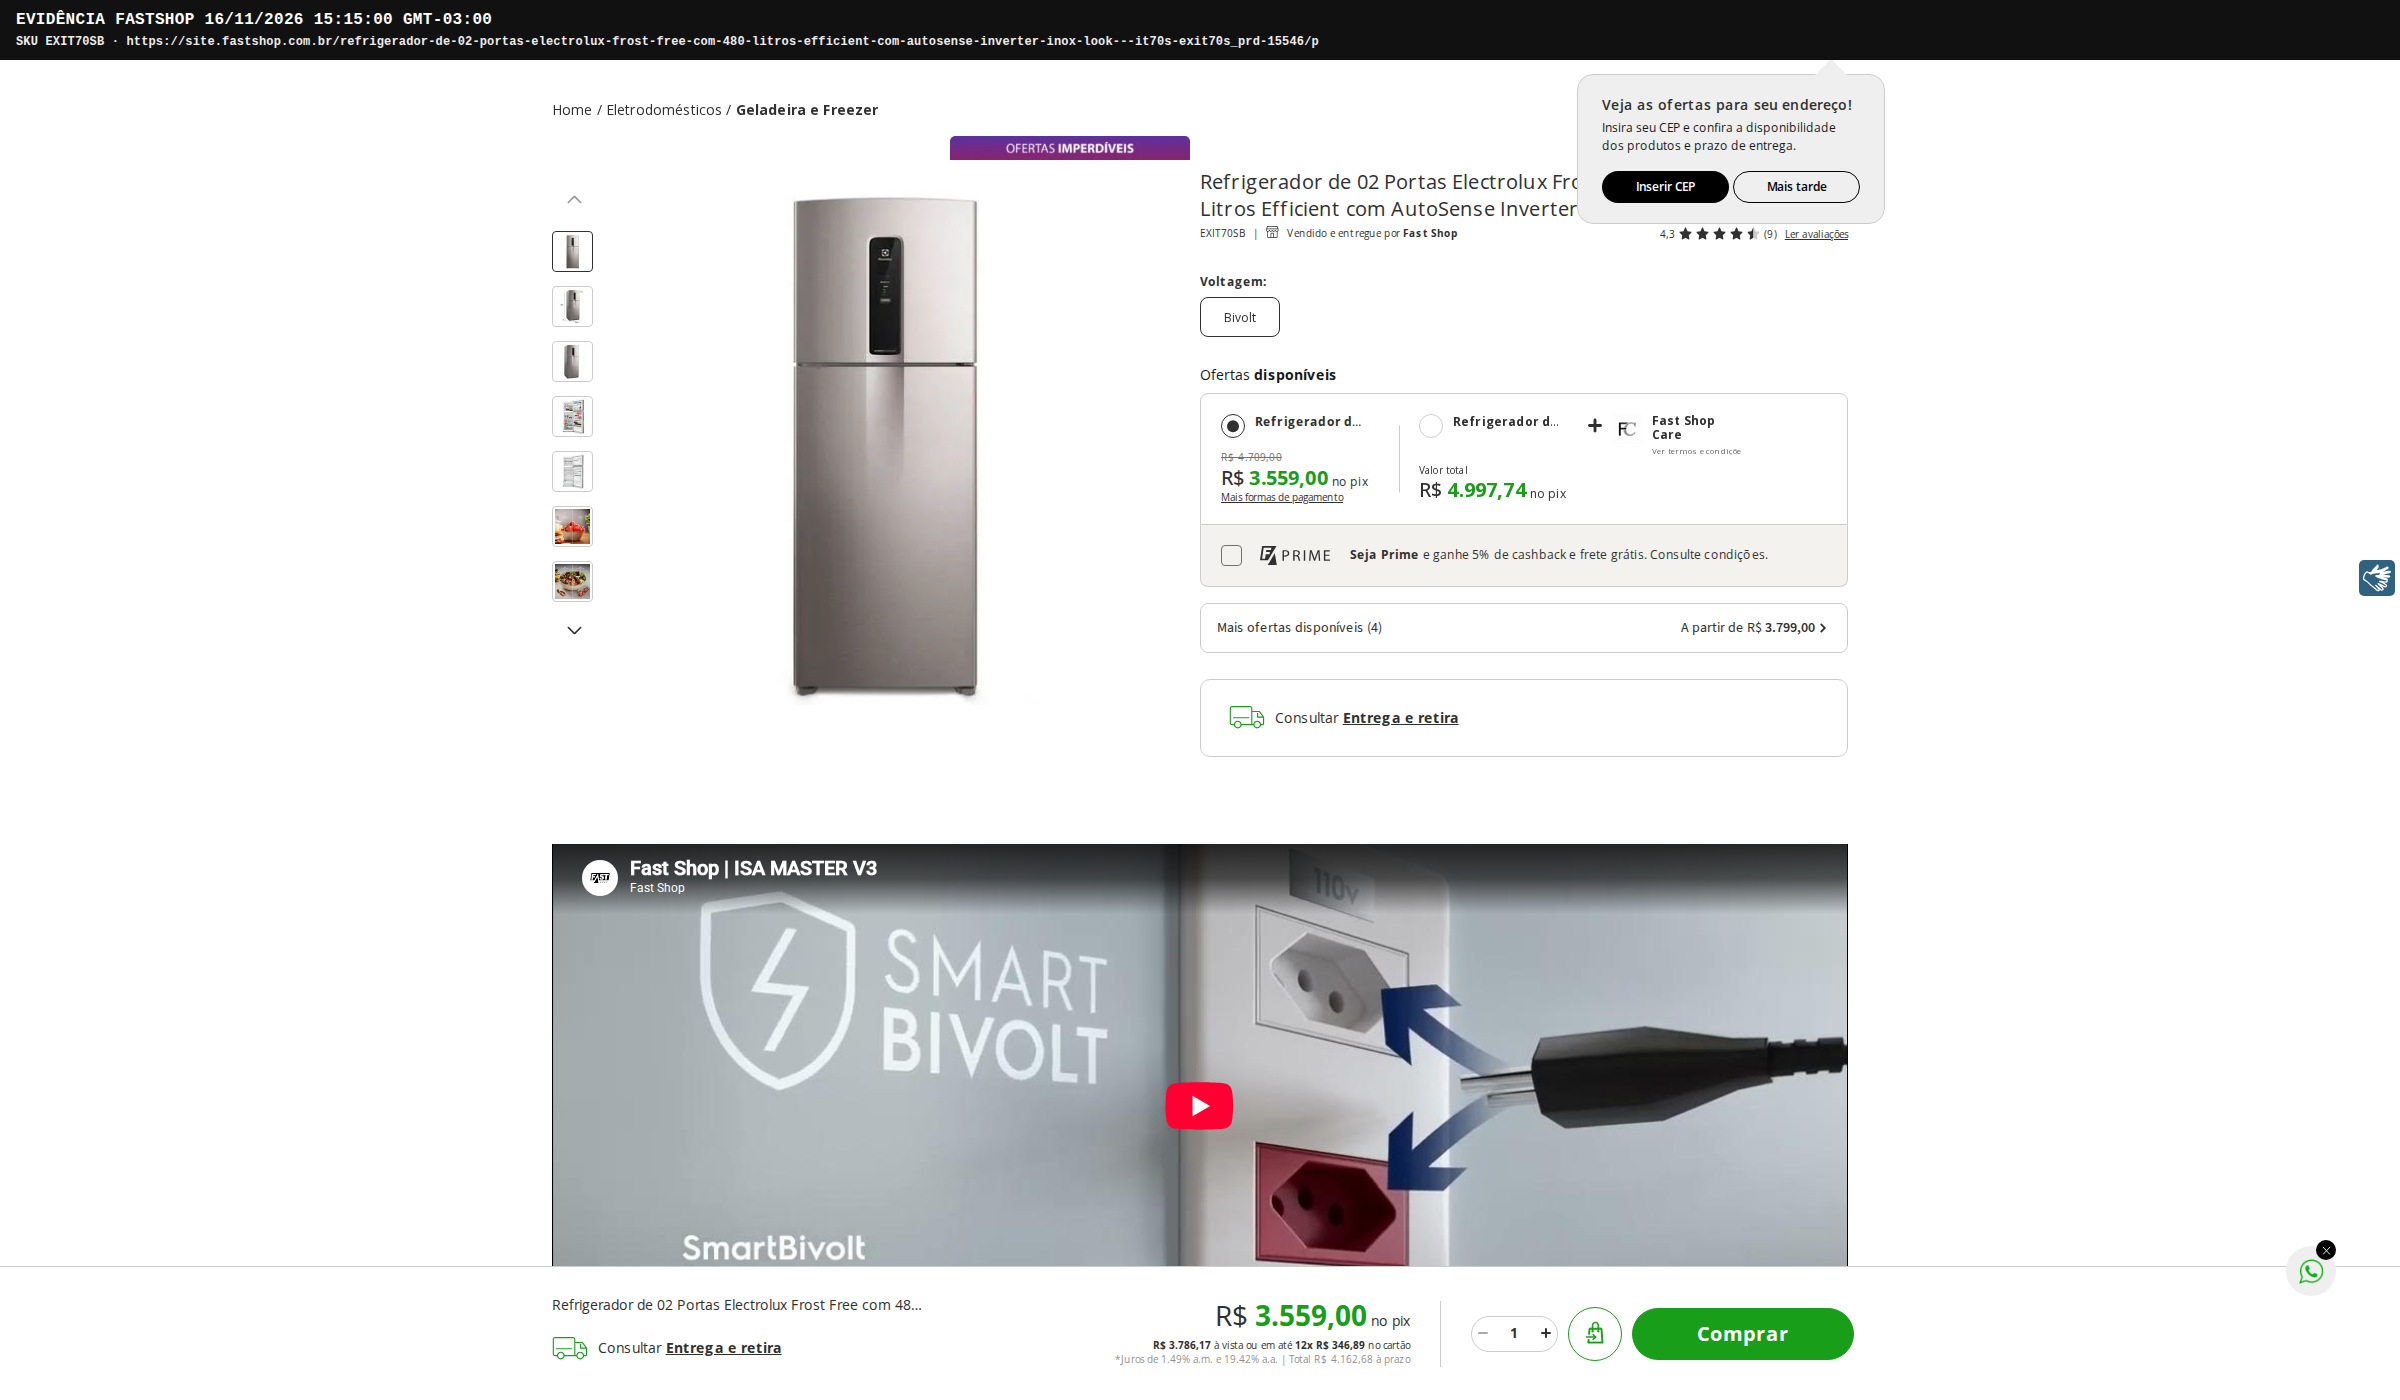 EVIDÊNCIA FASTSHOP 16/11/2026 15:15:00 GMT-03:00
SKU EXIT70SB · https://site.fastshop.com.br/refrigerador-de-02-portas-electrolux-frost-free-com-480-litros-efficient-com-autosense-inverter-inox-look---it70s-exit70s_prd-15546/p
Home / Eletrodomésticos / Geladeira e Freezer
Veja as ofertas para seu endereço!
Insira seu CEP e confira a disponibilidade
dos produtos e prazo de entrega.
Inserir CEP
Mais tarde
OFERTAS IMPERDÍVEIS
Refrigerador de 02 Portas Electrolux Fro
Litros Efficient com AutoSense Inverter
EXIT70SB | Vendido e entregue por Fast Shop
4,3 (9) Ler avaliações
Voltagem:
Bivolt
Ofertas disponíveis
Refrigerador d...
R$ 4.709,00
R$ 3.559,00 no pix
Mais formas de pagamento
Refrigerador d...
+
FC
Fast Shop
Care
Ver termos e condiçõe
Valor total
R$ 4.997,74 no pix
PRIME Seja Prime e ganhe 5% de cashback e frete grátis. Consulte condições.
Mais ofertas disponíveis (4)
A partir de R$ 3.799,00
Consultar Entrega e retira
Fast Shop | ISA MASTER V3
Fast Shop
FAST
110v
SMART
BIVOLT
SmartBivolt
Refrigerador de 02 Portas Electrolux Frost Free com 48...
Consultar Entrega e retira
R$ 3.559,00 no pix
R$ 3.786,17 à vista ou em até 12x R$ 346,89 no cartão
*Juros de 1.49% a.m. e 19.42% a.a. | Total R$ 4.162,68 à prazo
− 1 +
Comprar